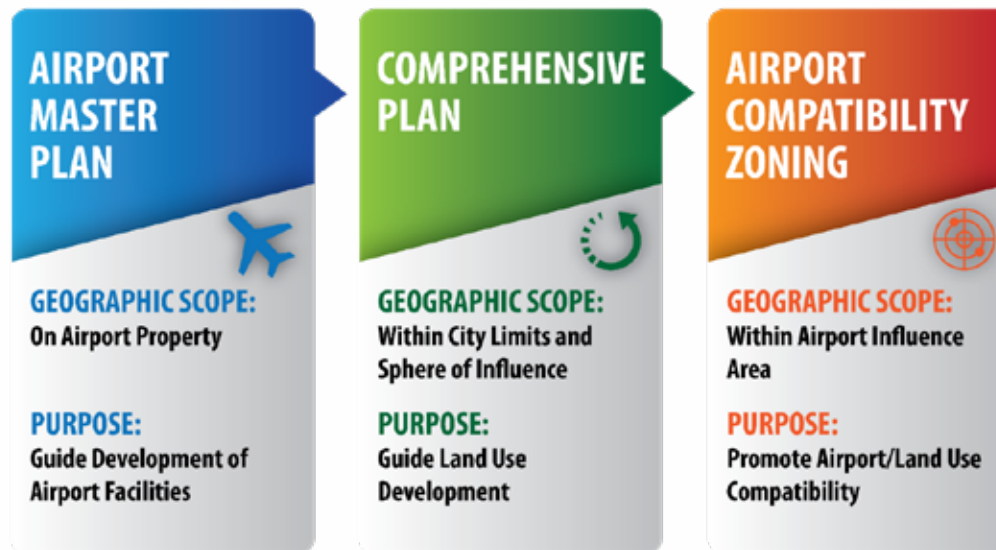 AIRPORT
MASTER
PLAN
GEOGRAPHIC SCOPE:
On Airport Property
PURPOSE:
Guide Development of
Airport Facilities
COMPREHENSIVE
PLAN
GEOGRAPHIC SCOPE:
Within City Limits and
Sphere of Influence
PURPOSE:
Guide Land Use
Development
AIRPORT
COMPATIBILITY
ZONING
GEOGRAPHIC SCOPE:
Within Airport Influence
Area
PURPOSE:
Promote Airport/Land Use
Compatibility